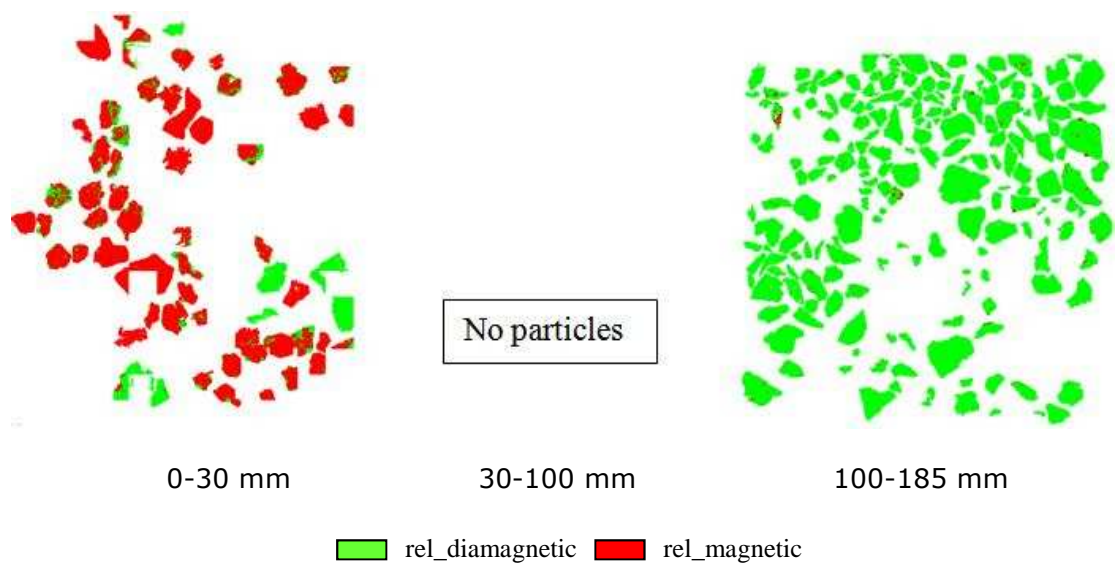 No particles
0-30 mm
30-100 mm
100-185 mm
rel_diamagnetic
rel_magnetic